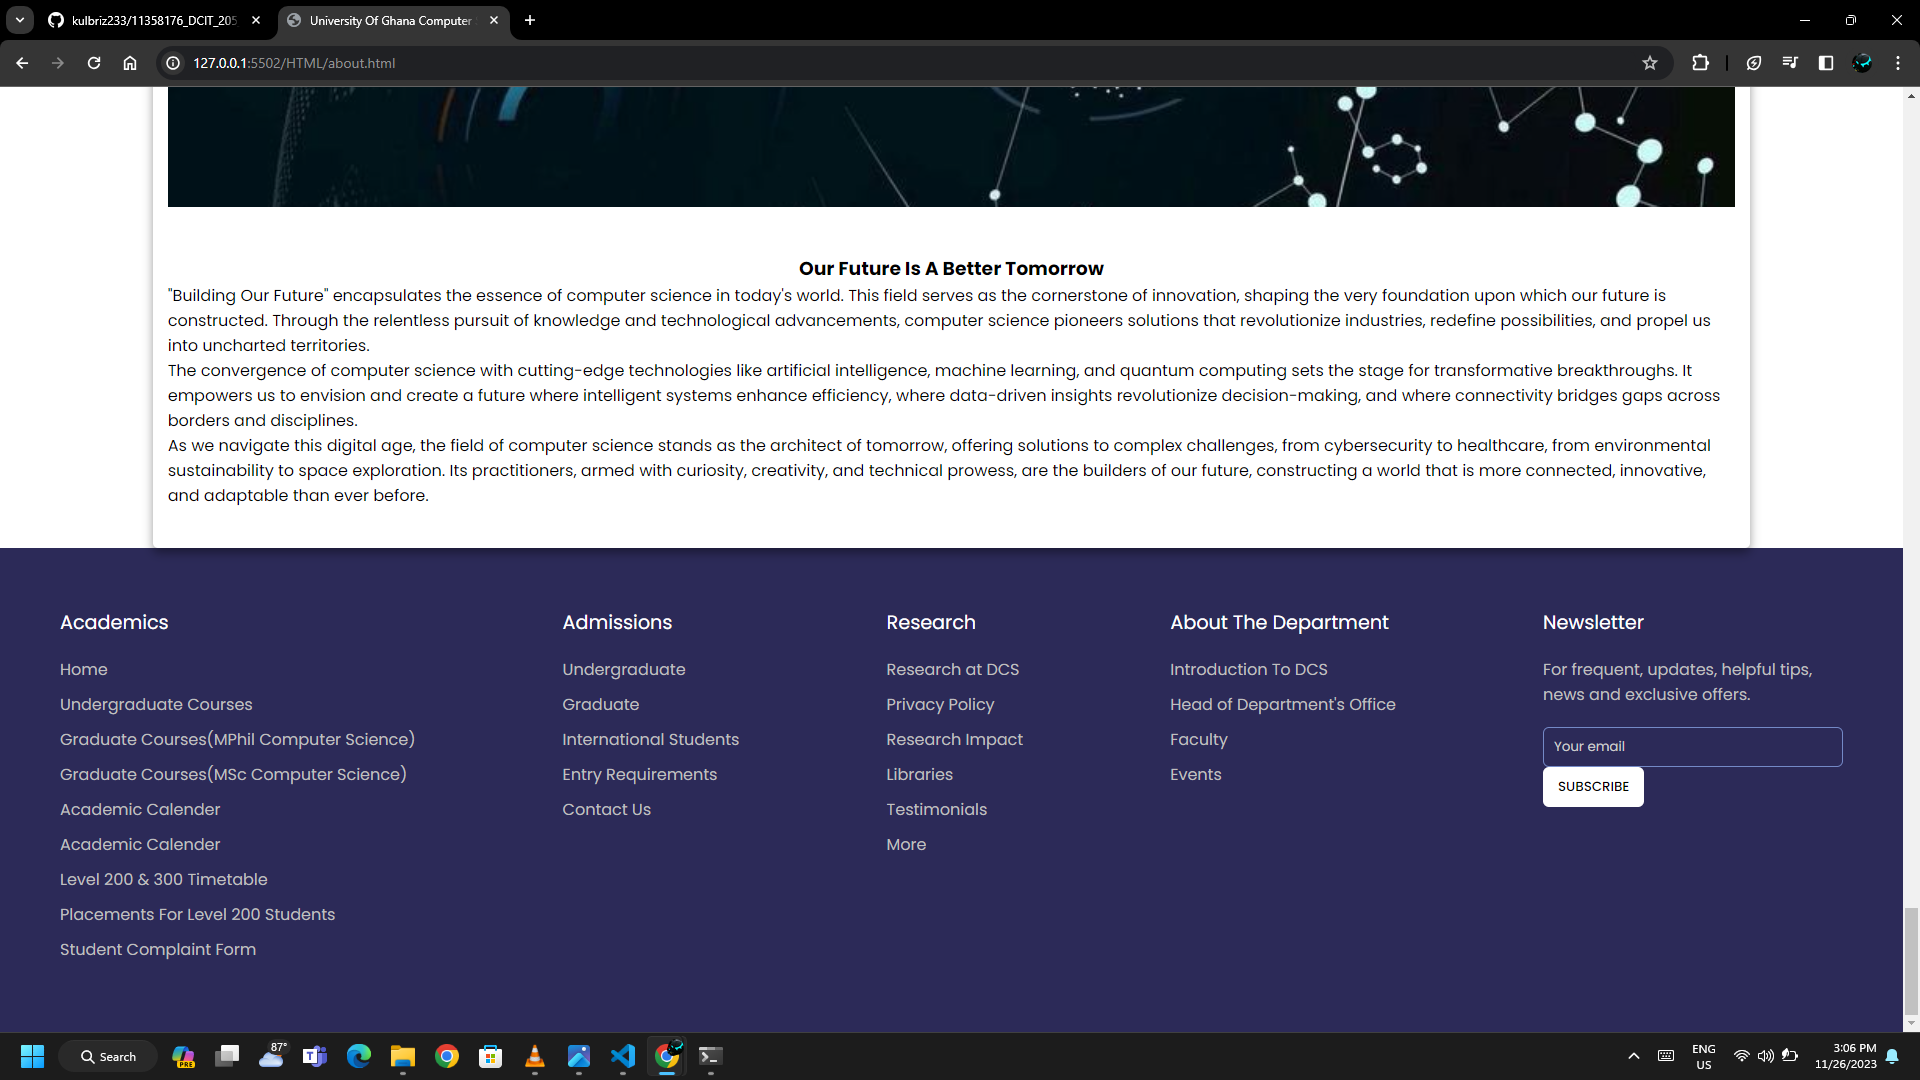 kulbriz233/11358176_DCIT_205
University Of Ghana Computer
127.0.0.1:5502/HTML/about.html
Our Future Is A Better Tomorrow
"Building Our Future" encapsulates the essence of computer science in today's world. This field serves as the cornerstone of innovation, shaping the very foundation upon which our future is
constructed. Through the relentless pursuit of knowledge and technological advancements, computer science pioneers solutions that revolutionize industries, redefine possibilities, and propel us
into uncharted territories.
The convergence of computer science with cutting-edge technologies like artificial intelligence, machine learning, and quantum computing sets the stage for transformative breakthroughs. It
empowers us to envision and create a future where intelligent systems enhance efficiency, where data-driven insights revolutionize decision-making, and where connectivity bridges gaps across
borders and disciplines.
As we navigate this digital age, the field of computer science stands as the architect of tomorrow, offering solutions to complex challenges, from cybersecurity to healthcare, from environmental
sustainability to space exploration. Its practitioners, armed with curiosity, creativity, and technical prowess, are the builders of our future, constructing a world that is more connected, innovative,
and adaptable than ever before.
Academics
Home
Undergraduate Courses
Graduate Courses(MPhil Computer Science)
Graduate Courses(MSc Computer Science)
Academic Calender
Academic Calender
Level 200 & 300 Timetable
Placements For Level 200 Students
Student Complaint Form
Admissions
Undergraduate
Graduate
International Students
Entry Requirements
Contact Us
Research
Research at DCS
Privacy Policy
Research Impact
Libraries
Testimonials
More
About The Department
Introduction To DCS
Head of Department's Office
Faculty
Events
Newsletter
For frequent, updates, helpful tips,
news and exclusive offers.
Your email
SUBSCRIBE
Search
PRE
87°
ENG
US
3:06 PM
11/26/2023